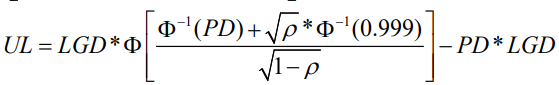 UL = LGD * Φ[(Φ⁻¹(PD) + √ρ * Φ⁻¹(0.999)) / √(1 − ρ)] − PD * LGD